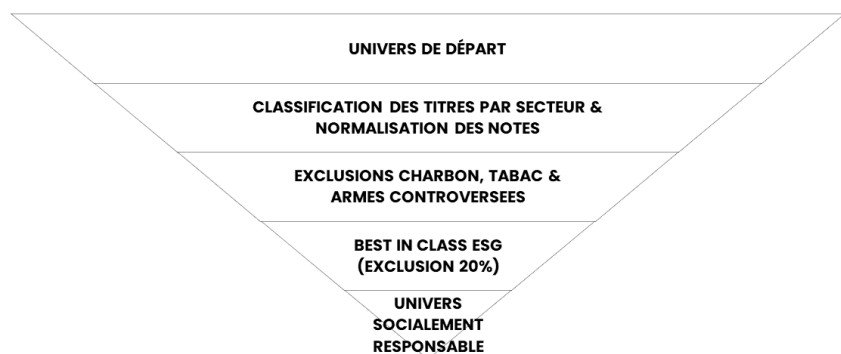 UNIVERS DE DÉPART
CLASSIFICATION DES TITRES PAR SECTEUR &
NORMALISATION DES NOTES
EXCLUSIONS CHARBON, TABAC &
ARMES CONTROVERSEES
BEST IN CLASS ESG
(EXCLUSION 20%)
UNIVERS
SOCIALEMENT
RESPONSABLE